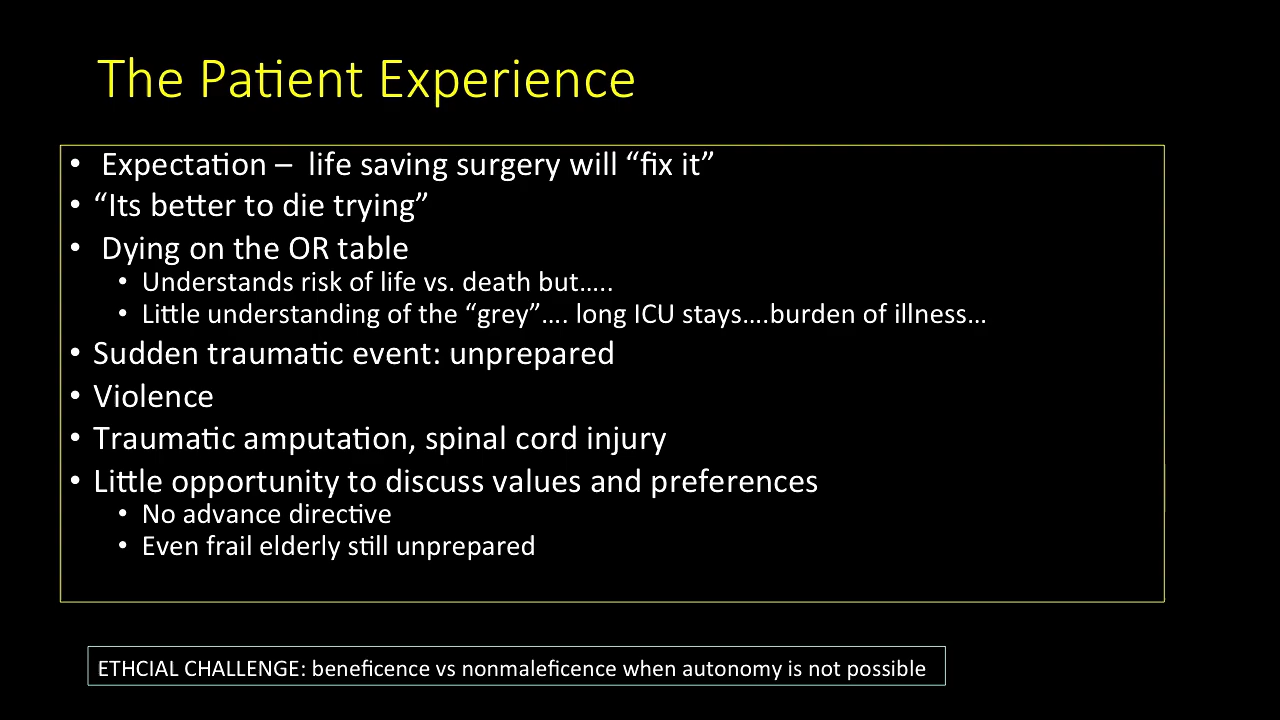 The Patient Experience
• Expectation – life saving surgery will “fix it”
• “Its better to die trying”
• Dying on the OR table
• Understands risk of life vs. death but…..
• Little understanding of the “grey”…. long ICU stays….burden of illness…
• Sudden traumatic event: unprepared
• Violence
• Traumatic amputation, spinal cord injury
• Little opportunity to discuss values and preferences
• No advance directive
• Even frail elderly still unprepared
ETHCIAL CHALLENGE: beneficence vs nonmaleficence when autonomy is not possible